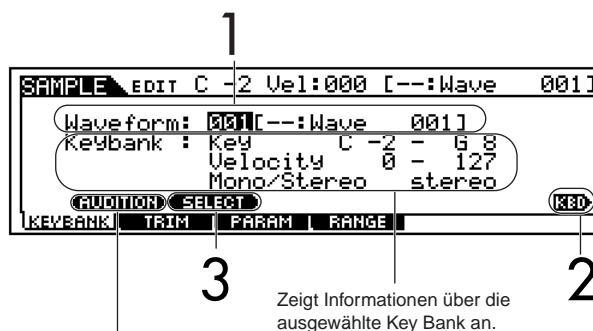 1
SAMPLE EDIT C -2 Vel:000 [--:Wave 001]
Waveform: 001[--:Wave 001]
Keybank : Key C -2 - G 8
Velocity 0 - 127
Mono/Stereo stereo
AUDITION SELECT KBD
KEYBANK TRIM PARAM RANGE
3
2
Zeigt Informationen über die
ausgewählte Key Bank an.